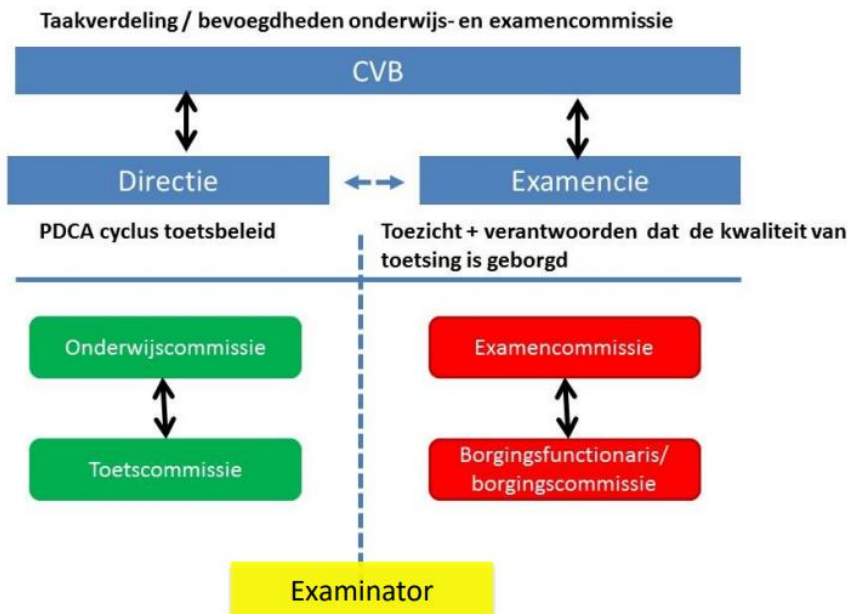 Taakverdeling / bevoegdheden onderwijs- en examencommissie
CVB
Directie
Examencie
PDCA cyclus toetsbeleid
Toezicht + verantwoorden dat de kwaliteit van
toetsing is geborgd
Onderwijscommissie
Examencommissie
Toetscommissie
Borgingsfunctionaris/
borgingscommissie
Examinator